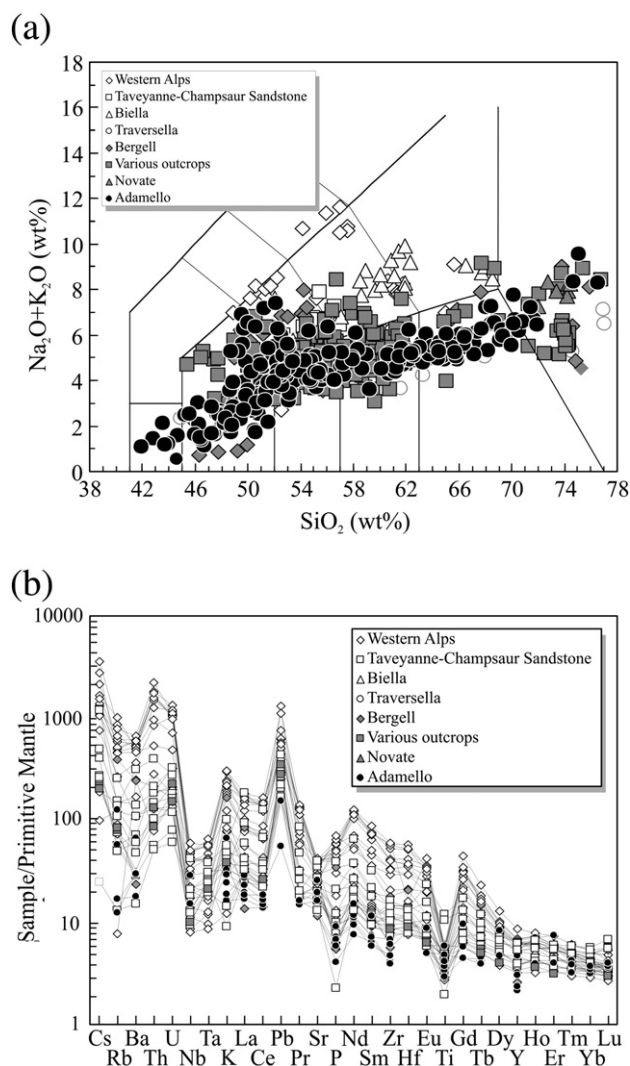 (a)
18
16
14
12
10
8
6
4
2
0
Na2O+K2O (wt%)
Western Alps
Taveyanne-Champsaur Sandstone
Biella
Traversella
Bergell
Various outcrops
Novate
Adamello
38 42 46 50 54 58 62 66 70 74 78
SiO2 (wt%)
(b)
10000
1000
100
10
1
Sample/Primitive Mantle
Western Alps
Taveyanne-Champsaur Sandstone
Biella
Traversella
Bergell
Various outcrops
Novate
Adamello
Cs Ba U Ta La Pb Sr Nd Zr Eu Gd Dy Ho Tm Lu
Rb Th Nb K Ce Pr P Sm Hf Ti Tb Y Er Yb